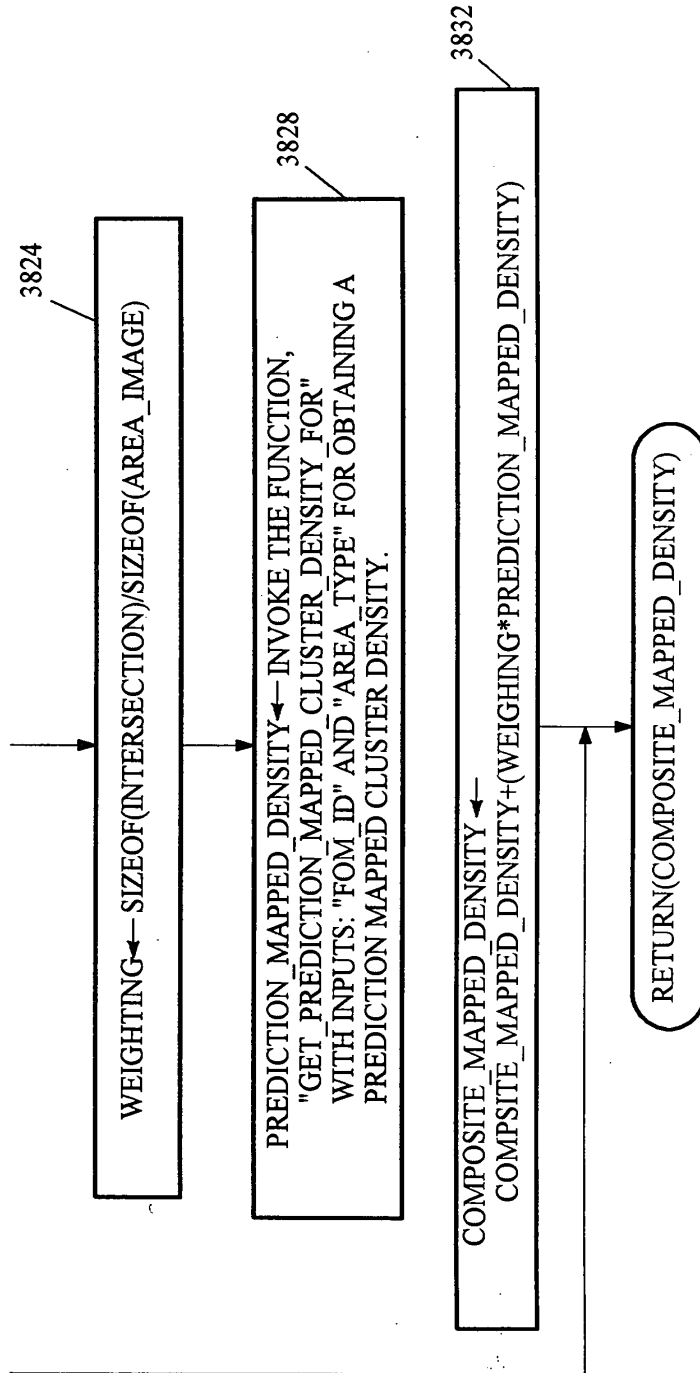 3824
WEIGHTING← SIZEOF(INTERSECTION)/SIZEOF(AREA_IMAGE)
3828
PREDICTION_MAPPED_DENSITY← INVOKE THE FUNCTION,
"GET_PREDICTION_MAPPED_CLUSTER_DENSITY_FOR"
WITH INPUTS: "FOM_ID" AND "AREA_TYPE" FOR OBTAINING A
PREDICTION MAPPED CLUSTER DENSITY.
3832
COMPOSITE_MAPPED_DENSITY←
COMPSITE_MAPPED_DENSITY+(WEIGHING*PREDICTION_MAPPED_DENSITY)
RETURN(COMPOSITE_MAPPED_DENSITY)